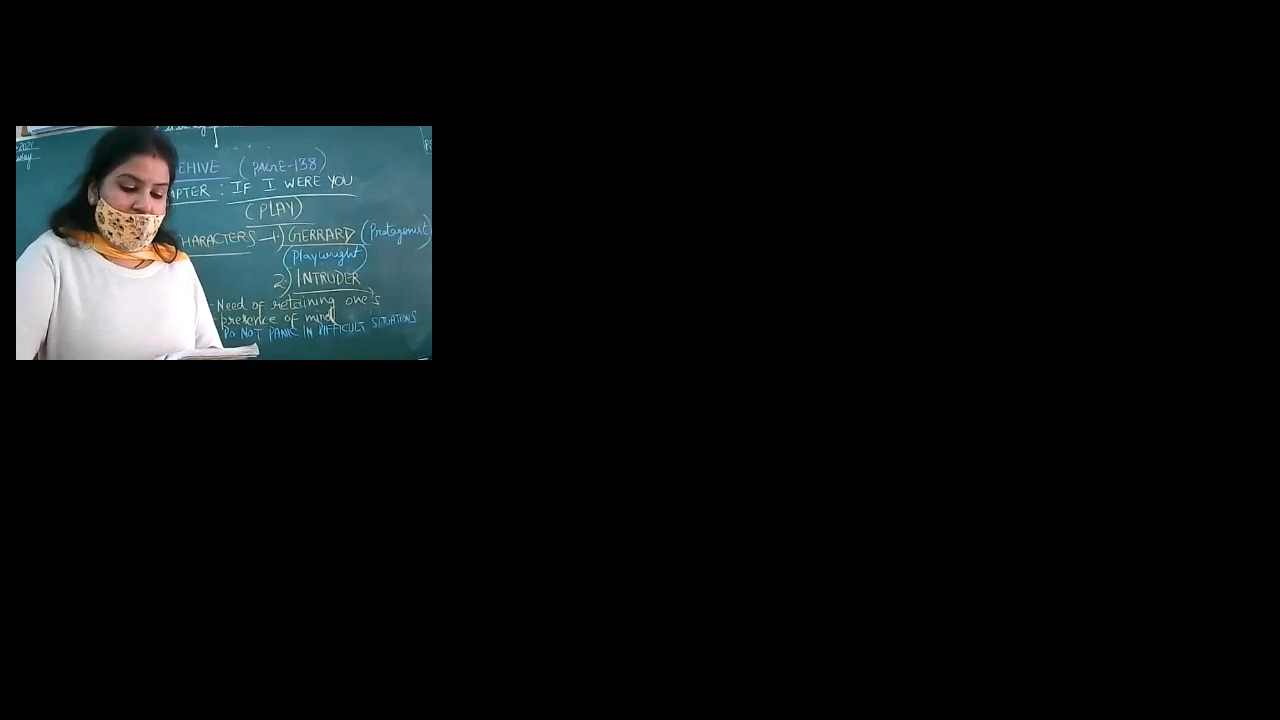 2021
EHIVE (PAGE-138)
APTER : IF I WERE YOU
(PLAY)
HARACTERS → 1.) GERRARD (Protagonist)
(Playwright)
2.) INTRUDER
- Need of retaining one's
presence of mind
DO NOT PANIC IN DIFFICULT SITUATIONS